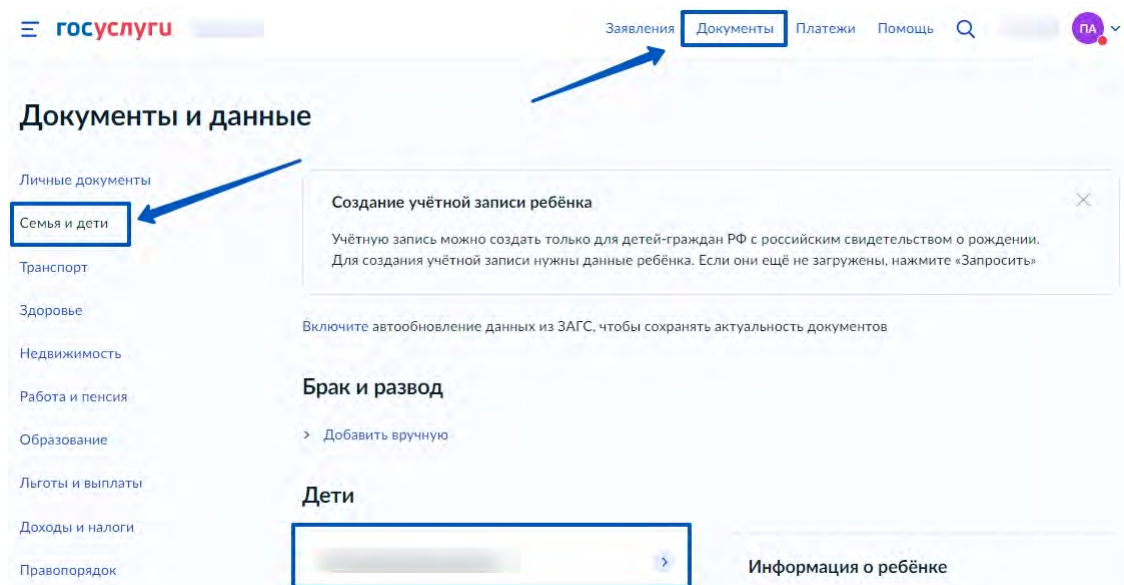 госуслуги
Заявления Документы Платежи Помощь ПА
Документы и данные
Личные документы
Семья и дети
Транспорт
Здоровье
Недвижимость
Работа и пенсия
Образование
Льготы и выплаты
Доходы и налоги
Правопорядок
Создание учётной записи ребёнка
Учётную запись можно создать только для детей-граждан РФ с российским свидетельством о рождении.
Для создания учётной записи нужны данные ребёнка. Если они ещё не загружены, нажмите «Запросить»
Включите автообновление данных из ЗАГС, чтобы сохранять актуальность документов
Брак и развод
Добавить вручную
Дети
Информация о ребёнке